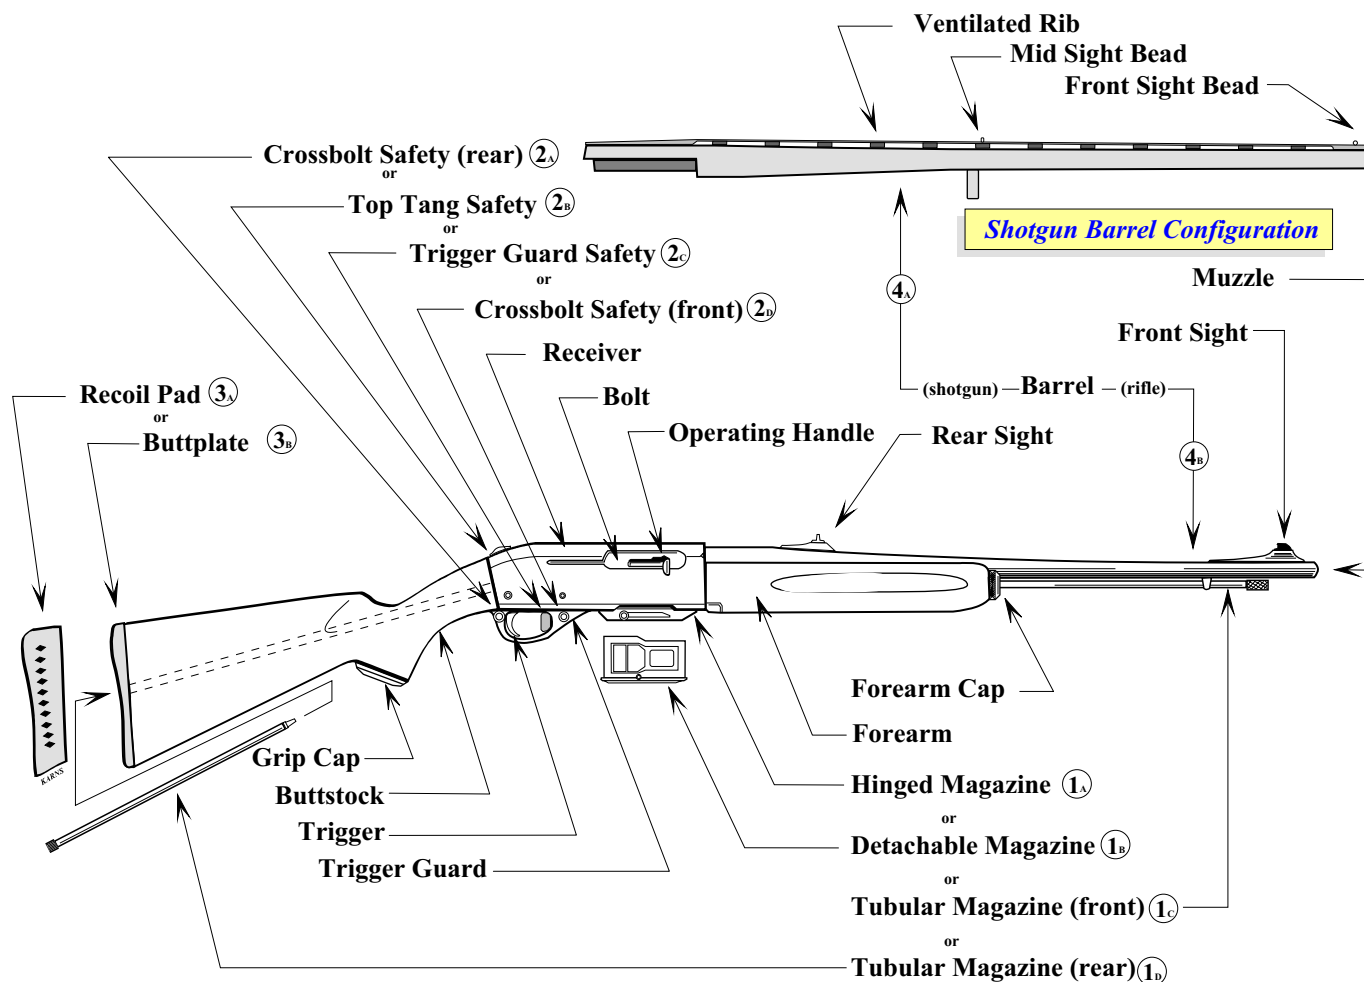 Ventilated Rib
Mid Sight Bead
Front Sight Bead
Crossbolt Safety (rear) 2A
or
Top Tang Safety 2B
or
Trigger Guard Safety 2C
or
Crossbolt Safety (front) 2D
Shotgun Barrel Configuration
Muzzle
4A
Front Sight
Receiver
(shotgun) Barrel (rifle)
Recoil Pad 3A
or
Buttplate 3B
Bolt
Operating Handle
Rear Sight
4B
KARNS
Grip Cap
Buttstock
Trigger
Trigger Guard
Forearm Cap
Forearm
Hinged Magazine 1A
or
Detachable Magazine 1B
or
Tubular Magazine (front) 1C
or
Tubular Magazine (rear) 1D